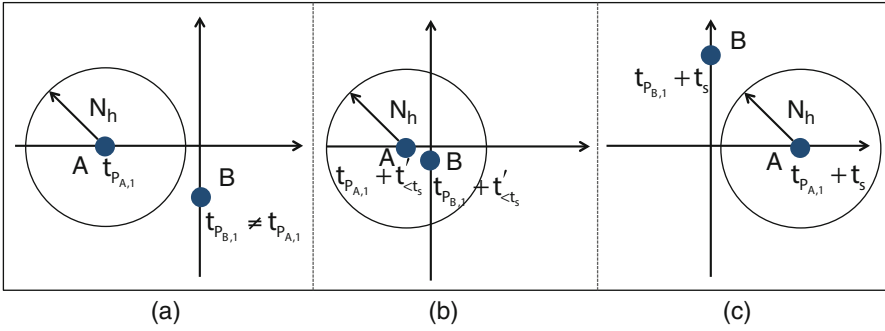 N_h
A
t_{P_{A,1}}
B
t_{P_{B,1}} ≠ t_{P_{A,1}}
(a)
N_h
A
B
t_{P_{A,1}} + t'_{<t_s}
t_{P_{B,1}} + t'_{<t_s}
(b)
B
t_{P_{B,1}} + t_s
N_h
A
t_{P_{A,1}} + t_s
(c)